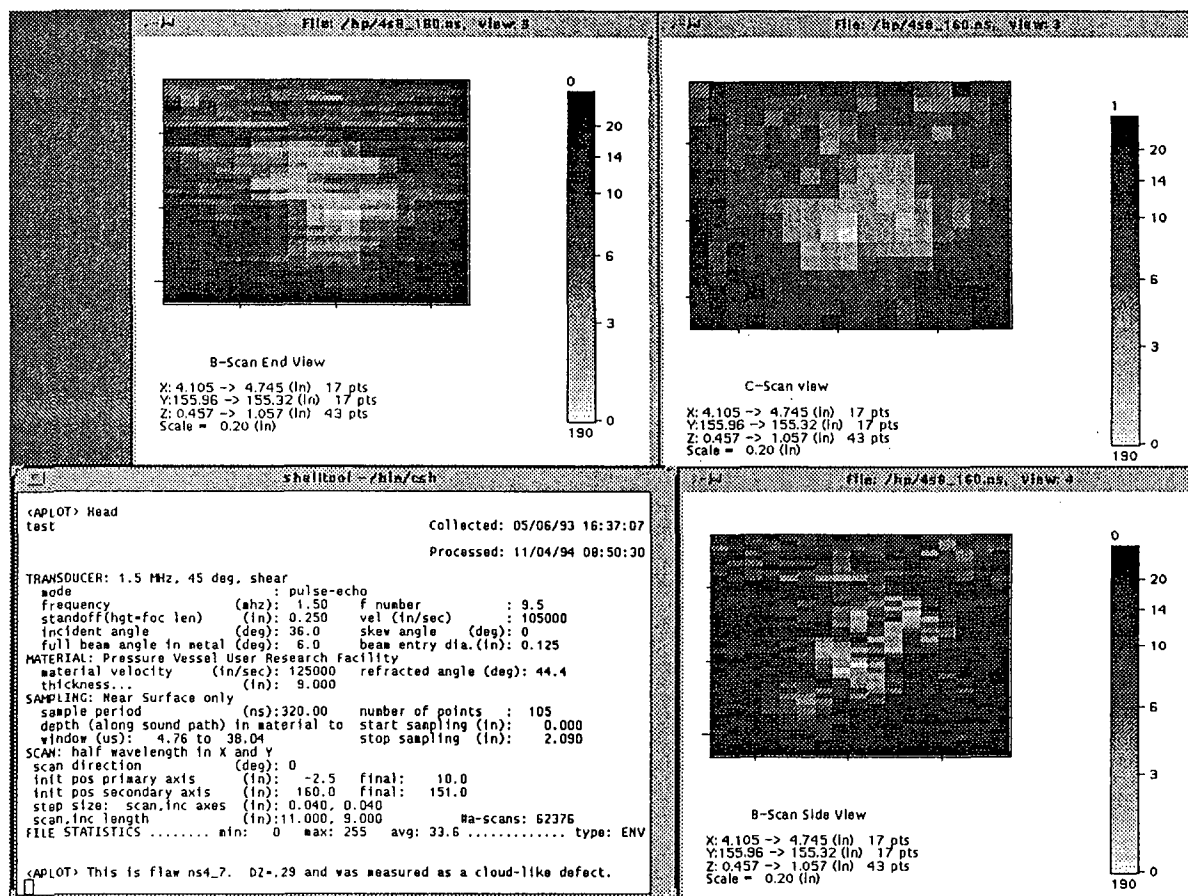 File: /hp/4s8_160.ns, View: 5
0
20
14
10
6
3
0
190
B-Scan End View
X: 4.105 -> 4.745 (in) 17 pts
Y:155.96 -> 155.32 (in) 17 pts
Z: 0.457 -> 1.057 (in) 43 pts
Scale = 0.20 (in)
File: /hp/4s8_160.ns, View: 3
1
20
14
10
6
3
0
190
C-Scan view
X: 4.105 -> 4.745 (in) 17 pts
Y:155.96 -> 155.32 (in) 17 pts
Z: 0.457 -> 1.057 (in) 43 pts
Scale = 0.20 (in)
shelltool - /bin/csh
<APLOT> Head
test Collected: 05/06/93 16:37:07
Processed: 11/04/94 08:50:30
TRANSDUCER: 1.5 MHz, 45 deg, shear
mode : pulse-echo
frequency (mhz): 1.50 f number : 9.5
standoff(hgt+foc len) (in): 0.250 vel (in/sec) : 105000
incident angle (deg): 36.0 skew angle (deg): 0
full beam angle in metal (deg): 6.0 beam entry dia.(in): 0.125
MATERIAL: Pressure Vessel User Research Facility
material velocity (in/sec): 125000 refracted angle (deg): 44.4
thickness... (in): 9.000
SAMPLING: Near Surface only
sample period (ns):320.00 number of points : 105
depth (along sound path) in material to start sampling (in): 0.000
window (us): 4.76 to 38.04 stop sampling (in): 2.090
SCAN: half wavelength in X and Y
scan direction (deg): 0
init pos primary axis (in): -2.5 final: 10.0
init pos secondary axis (in): 160.0 final: 151.0
step size: scan,inc axes (in): 0.040, 0.040
scan,inc length (in):11.000, 9.000 #a-scans: 62376
FILE STATISTICS ........ min: 0 max: 255 avg: 33.6 ............. type: ENV
<APLOT> This is flaw ns4_7. DZ=.29 and was measured as a cloud-like defect.
File: /hp/4s8_160.ns, View: 4
0
20
14
10
6
3
0
190
B-Scan Side View
X: 4.105 -> 4.745 (in) 17 pts
Y:155.96 -> 155.32 (in) 17 pts
Z: 0.457 -> 1.057 (in) 43 pts
Scale = 0.20 (in)